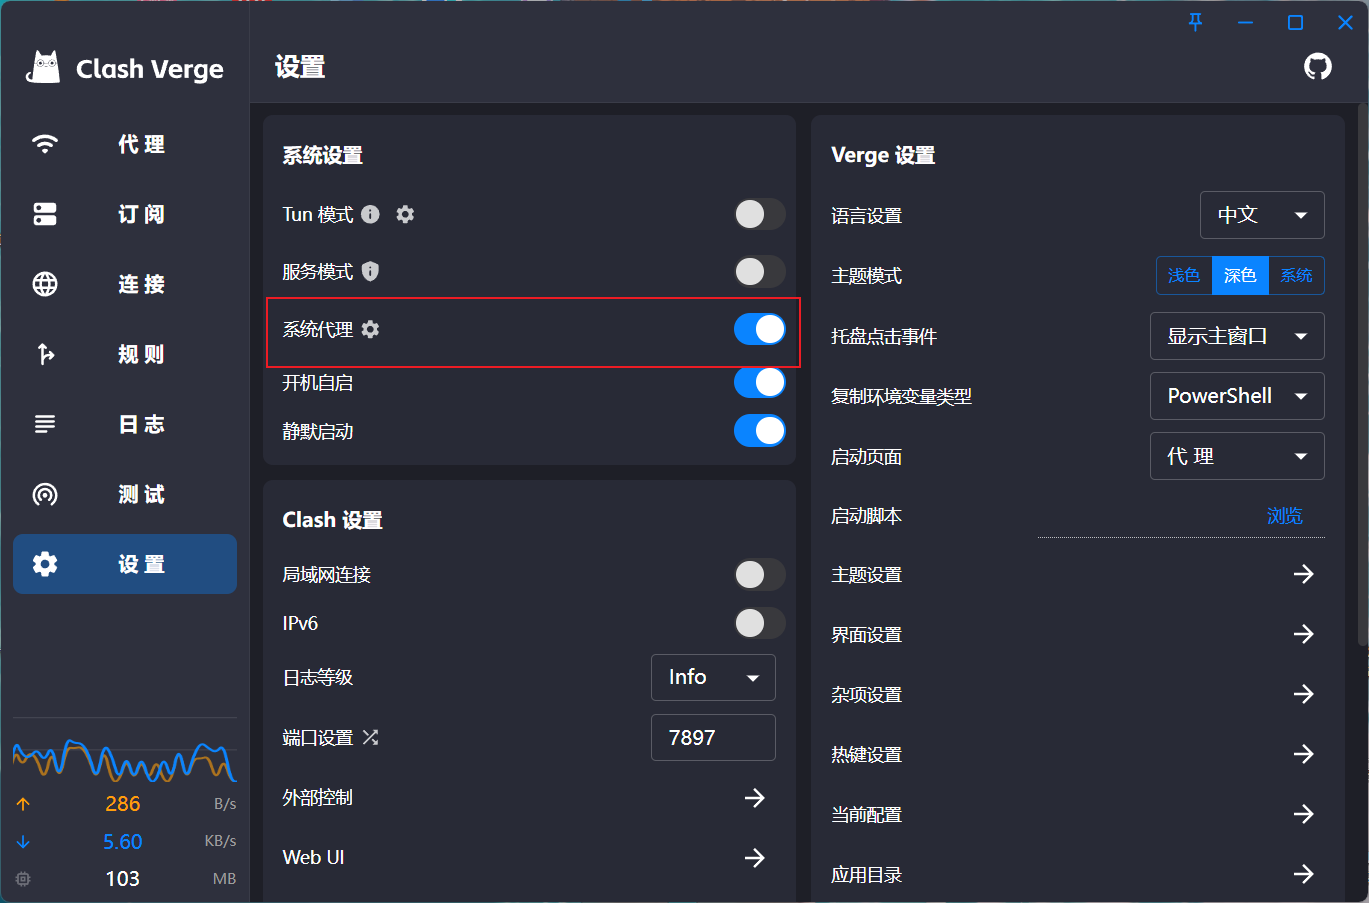 Clash Verge
代 理
订 阅
连 接
规 则
日 志
测 试
设 置
286 B/s
5.60 KB/s
103 MB
设置
系统设置
Tun 模式
服务模式
系统代理
开机自启
静默启动
Clash 设置
局域网连接
IPv6
日志等级 Info
端口设置 7897
外部控制
Web UI
Verge 设置
语言设置 中文
主题模式 浅色 深色 系统
托盘点击事件 显示主窗口
复制环境变量类型 PowerShell
启动页面 代 理
启动脚本 浏览
主题设置
界面设置
杂项设置
热键设置
当前配置
应用目录